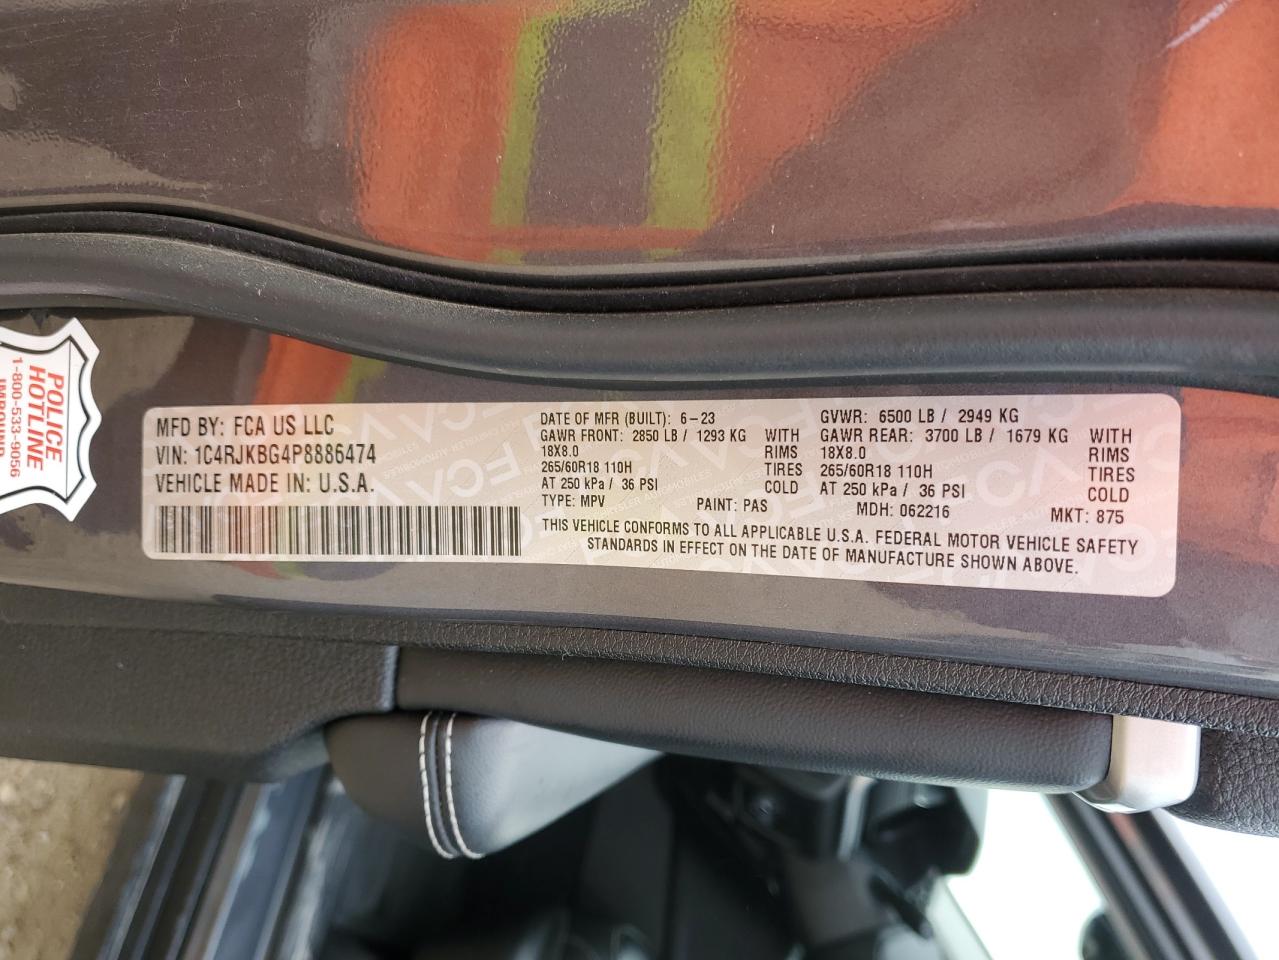 POLICE
HOTLINE
1-800-533-9056
IMPOUND
MFD BY: FCA US LLC
VIN: 1C4RJKBG4P8886474
VEHICLE MADE IN: U.S.A.
DATE OF MFR (BUILT): 6-23
GAWR FRONT: 2850 LB / 1293 KG WITH
18X8.0 RIMS
265/60R18 110H TIRES
AT 250 kPa / 36 PSI COLD
GVWR: 6500 LB / 2949 KG
GAWR REAR: 3700 LB / 1679 KG WITH
18X8.0 RIMS
265/60R18 110H TIRES
AT 250 kPa / 36 PSI COLD
TYPE: MPV PAINT: PAS MDH: 062216 MKT: 875
THIS VEHICLE CONFORMS TO ALL APPLICABLE U.S.A. FEDERAL MOTOR VEHICLE SAFETY
STANDARDS IN EFFECT ON THE DATE OF MANUFACTURE SHOWN ABOVE.